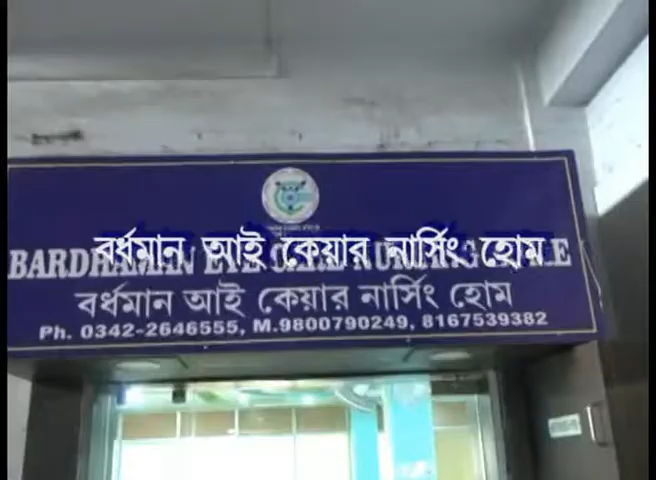 বর্ধমান আই কেয়ার নার্সিং হোম
BARDHAMAN EYE CARE NURSING HOME
বর্ধমান আই কেয়ার নার্সিং হোম
Ph. 0342-2646555, M.9800790249, 8167539382